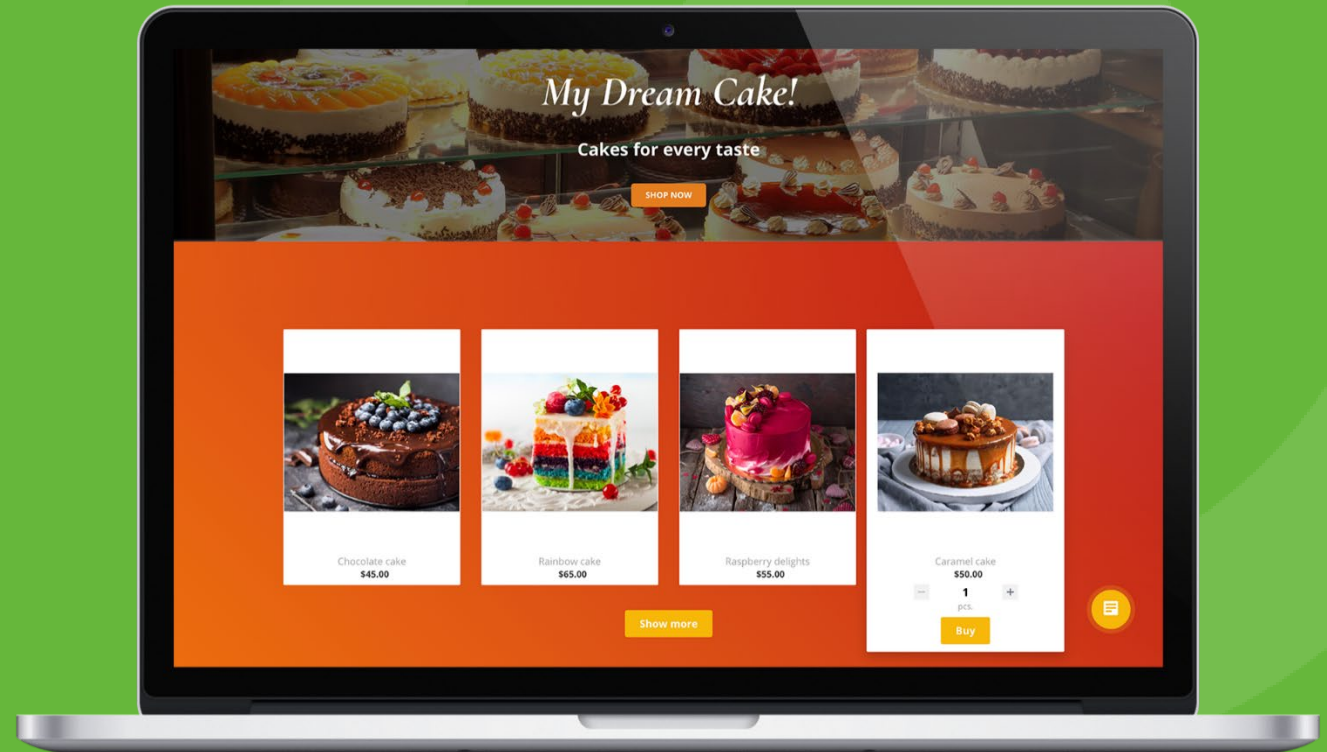 My Dream Cake!
Cakes for every taste
SHOP NOW
Chocolate cake
$45.00
Rainbow cake
$65.00
Raspberry delights
$55.00
Caramel cake
$50.00
− 1 +
pcs.
Buy
Show more